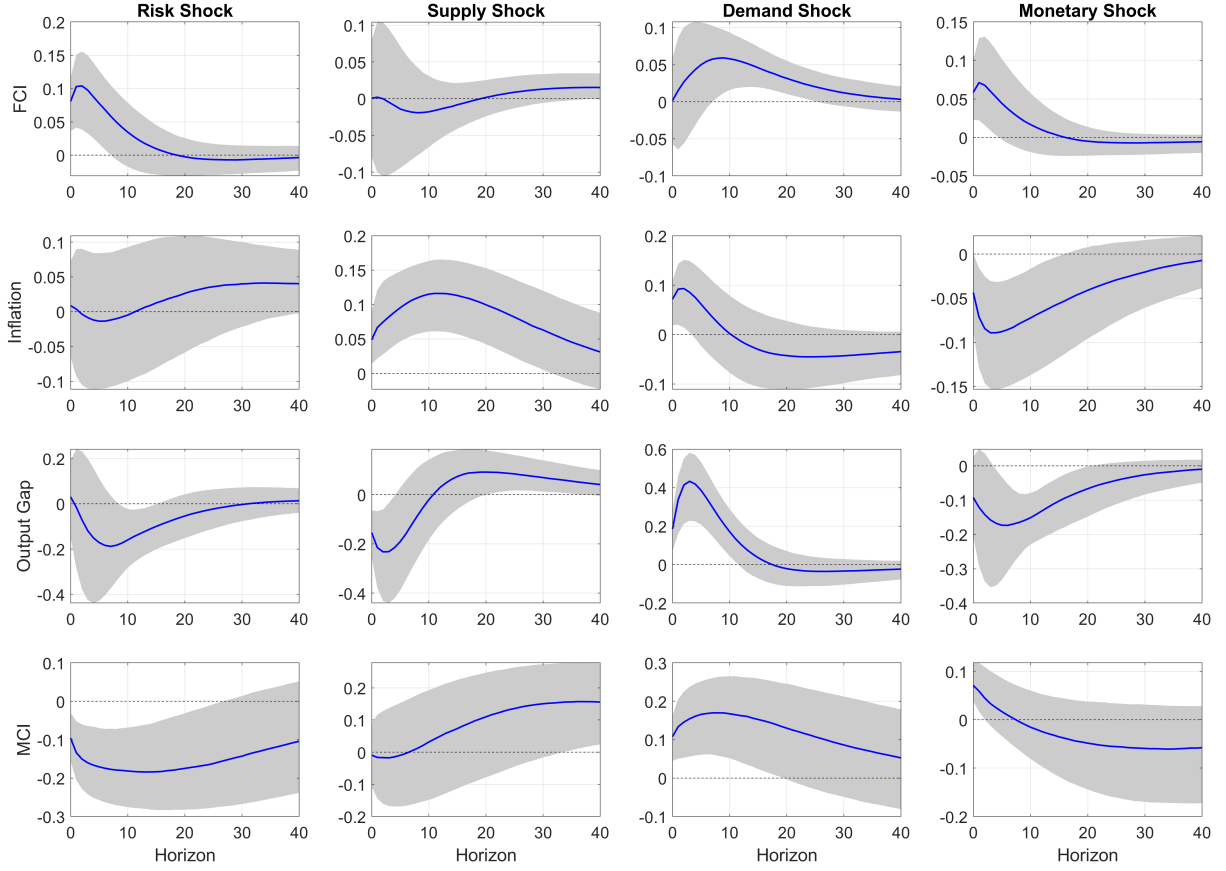 Risk Shock Supply Shock Demand Shock Monetary Shock
FCI
0.2 0.15 0.1 0.05 0
0 10 20 30 40
0.1 0.05 0 -0.05 -0.1
0 10 20 30 40
0.1 0.05 0 -0.05 -0.1
0 10 20 30 40
0.15 0.1 0.05 0 -0.05
0 10 20 30 40
Inflation
0.1 0.05 0 -0.05 -0.1
0 10 20 30 40
0.2 0.15 0.1 0.05 0
0 10 20 30 40
0.2 0.1 0 -0.1
0 10 20 30 40
0 -0.05 -0.1 -0.15
0 10 20 30 40
Output Gap
0.2 0 -0.2 -0.4
0 10 20 30 40
0 -0.2 -0.4
0 10 20 30 40
0.6 0.4 0.2 0 -0.2
0 10 20 30 40
0 -0.1 -0.2 -0.3 -0.4
0 10 20 30 40
MCI
0.1 0 -0.1 -0.2 -0.3
0 10 20 30 40
Horizon
0.2 0.1 0 -0.1 -0.2
0 10 20 30 40
Horizon
0.3 0.2 0.1 0 -0.1
0 10 20 30 40
Horizon
0.1 0 -0.1 -0.2
0 10 20 30 40
Horizon